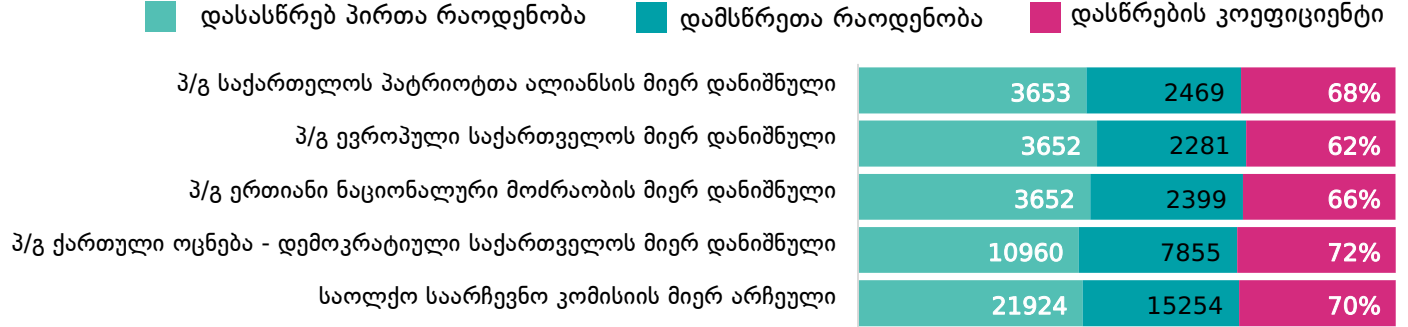 დასასწრებ პირთა რაოდენობა დამსწრეთა რაოდენობა დასწრების კოეფიციენტი
პ/გ საქართელოს პატრიოტთა ალიანსის მიერ დანიშნული 3653 2469 68%
პ/გ ევროპული საქართველოს მიერ დანიშნული 3652 2281 62%
პ/გ ერთიანი ნაციონალური მოძრაობის მიერ დანიშნული 3652 2399 66%
პ/გ ქართული ოცნება - დემოკრატიული საქართველოს მიერ დანიშნული 10960 7855 72%
საოლქო საარჩევნო კომისიის მიერ არჩეული 21924 15254 70%